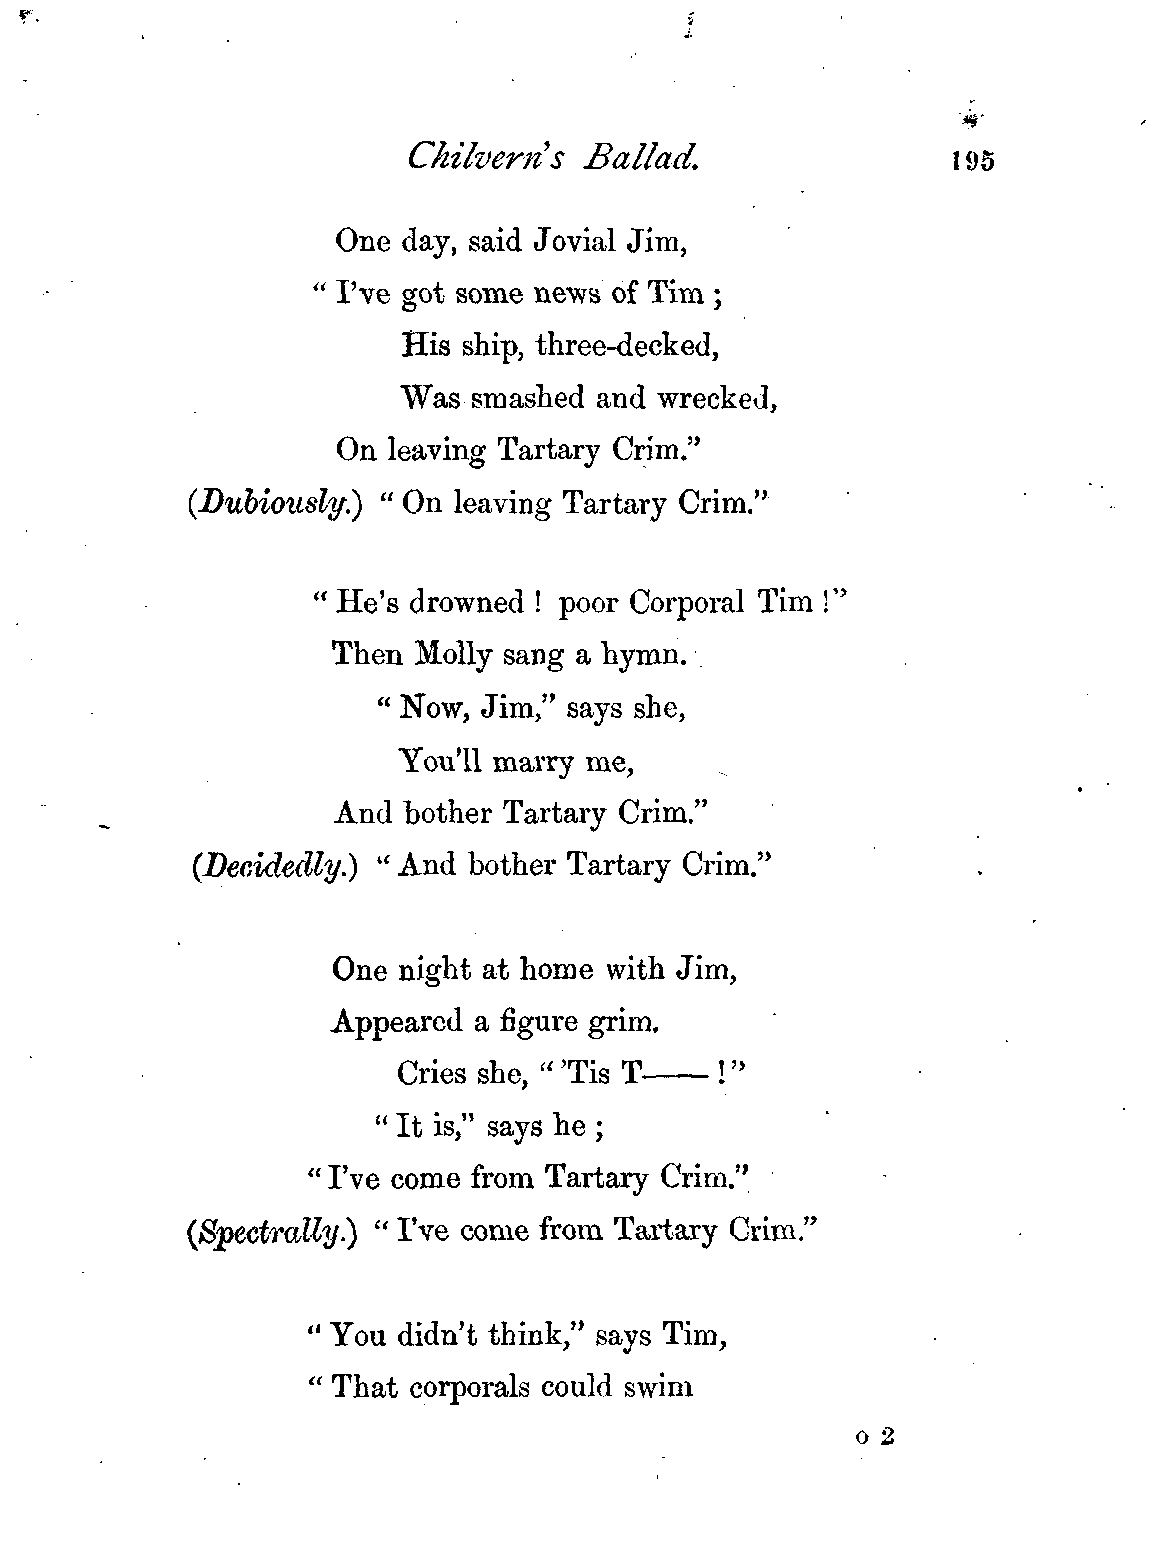 Chilvern's Ballad. 195
One day, said Jovial Jim,
" I've got some news of Tim ;
His ship, three-decked,
Was smashed and wrecked,
On leaving Tartary Crim."
(Dubiously.) " On leaving Tartary Crim."
" He's drowned ! poor Corporal Tim !"
Then Molly sang a hymn.
" Now, Jim," says she,
You'll marry me,
And bother Tartary Crim."
(Decidedly.) " And bother Tartary Crim."
One night at home with Jim,
Appeared a figure grim.
Cries she, " 'Tis T—— !"
" It is," says he ;
" I've come from Tartary Crim."
(Spectrally.) " I've come from Tartary Crim."
" You didn't think," says Tim,
" That corporals could swim
O 2